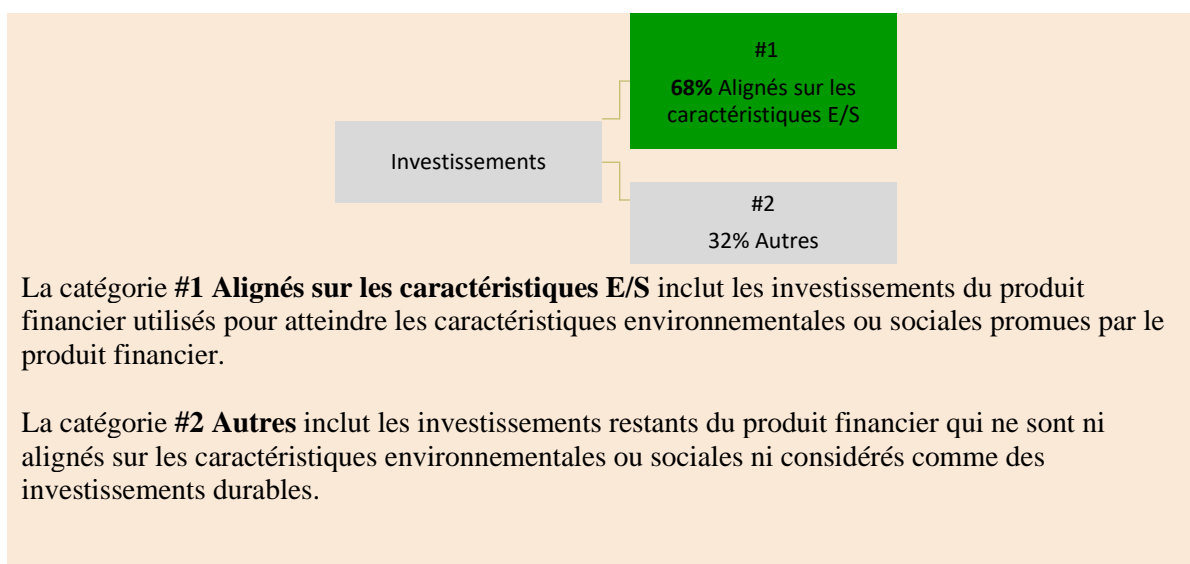 #1
68% Alignés sur les
caractéristiques E/S
Investissements
#2
32% Autres
La catégorie #1 Alignés sur les caractéristiques E/S inclut les investissements du produit
financier utilisés pour atteindre les caractéristiques environnementales ou sociales promues par le
produit financier.
La catégorie #2 Autres inclut les investissements restants du produit financier qui ne sont ni
alignés sur les caractéristiques environnementales ou sociales ni considérés comme des
investissements durables.